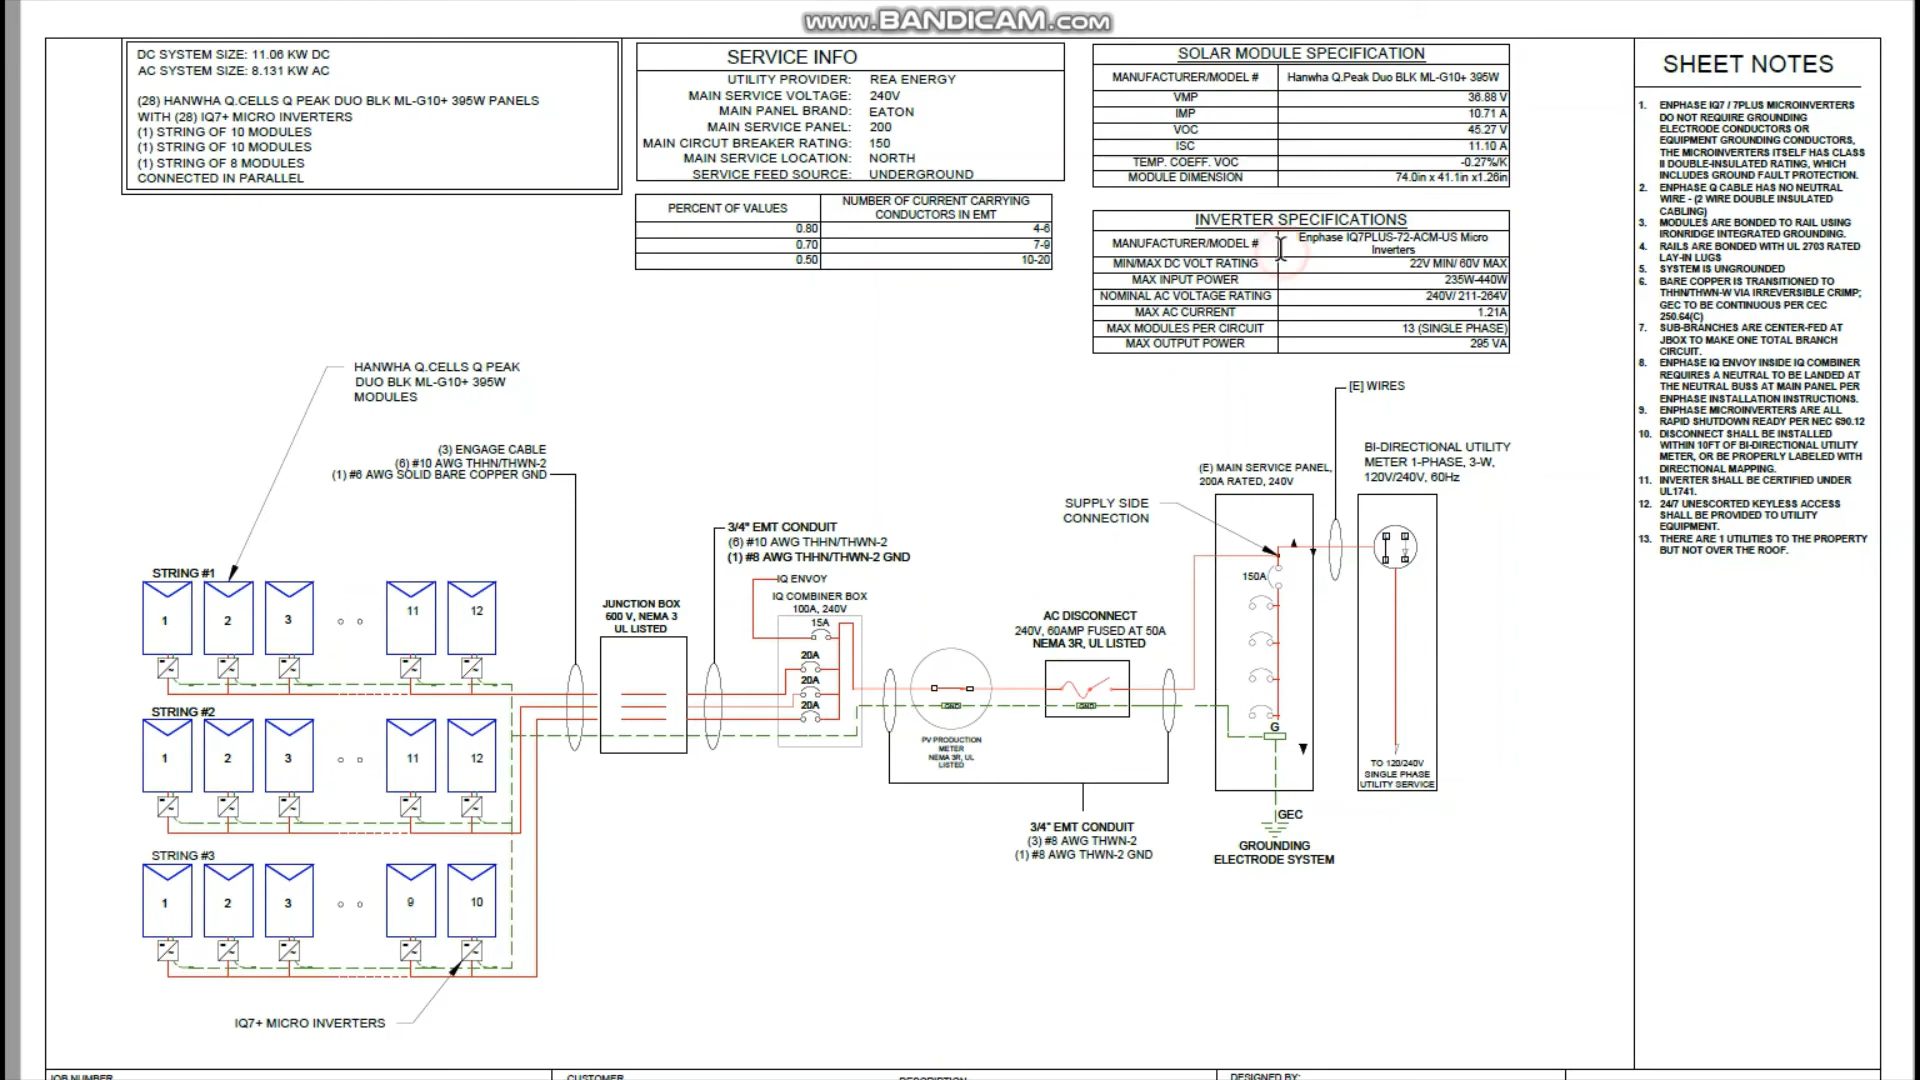 www.BANDICAM.com
DC SYSTEM SIZE: 11.06 KW DC
AC SYSTEM SIZE: 8.131 KW AC
(28) HANWHA Q.CELLS Q PEAK DUO BLK ML-G10+ 395W PANELS
WITH (28) IQ7+ MICRO INVERTERS
(1) STRING OF 10 MODULES
(1) STRING OF 10 MODULES
(1) STRING OF 8 MODULES
CONNECTED IN PARALLEL
SERVICE INFO
UTILITY PROVIDER: REA ENERGY
MAIN SERVICE VOLTAGE: 240V
MAIN PANEL BRAND: EATON
MAIN SERVICE PANEL: 200
MAIN CIRCUT BREAKER RATING: 150
MAIN SERVICE LOCATION: NORTH
SERVICE FEED SOURCE: UNDERGROUND
PERCENT OF VALUES
NUMBER OF CURRENT CARRYING
CONDUCTORS IN EMT
0.80 4-6
0.70 7-9
0.50 10-20
SOLAR MODULE SPECIFICATION
MANUFACTURER/MODEL # Hanwha Q.Peak Duo BLK ML-G10+ 395W
VMP 36.88 V
IMP 10.71 A
VOC 45.27 V
ISC 11.10 A
TEMP. COEFF. VOC -0.27%/K
MODULE DIMENSION 74.0in x 41.1in x1.26in
INVERTER SPECIFICATIONS
MANUFACTURER/MODEL # Enphase IQ7PLUS-72-ACM-US Micro
Inverters
MIN/MAX DC VOLT RATING 22V MIN/ 60V MAX
MAX INPUT POWER 235W-440W
NOMINAL AC VOLTAGE RATING 240V/ 211-264V
MAX AC CURRENT 1.21A
MAX MODULES PER CIRCUIT 13 (SINGLE PHASE)
MAX OUTPUT POWER 295 VA
SHEET NOTES
1. ENPHASE IQ7 / 7PLUS MICROINVERTERS
DO NOT REQUIRE GROUNDING
ELECTRODE CONDUCTORS OR
EQUIPMENT GROUNDING CONDUCTORS,
THE MICROINVERTERS ITSELF HAS CLASS
II DOUBLE-INSULATED RATING, WHICH
INCLUDES GROUND FAULT PROTECTION.
2. ENPHASE Q CABLE HAS NO NEUTRAL
WIRE - (2 WIRE DOUBLE INSULATED
CABLING)
3. MODULES ARE BONDED TO RAIL USING
IRONRIDGE INTEGRATED GROUNDING.
4. RAILS ARE BONDED WITH UL 2703 RATED
LAY-IN LUGS
5. SYSTEM IS UNGROUNDED
6. BARE COPPER IS TRANSITIONED TO
THHN/THWN-W VIA IRREVERSIBLE CRIMP;
GEC TO BE CONTINUOUS PER CEC
250.64(C)
7. SUB-BRANCHES ARE CENTER-FED AT
JBOX TO MAKE ONE TOTAL BRANCH
CIRCUIT.
8. ENPHASE IQ ENVOY INSIDE IQ COMBINER
REQUIRES A NEUTRAL TO BE LANDED AT
THE NEUTRAL BUSS AT MAIN PANEL PER
ENPHASE INSTALLATION INSTRUCTIONS.
9. ENPHASE MICROINVERTERS ARE ALL
RAPID SHUTDOWN READY PER NEC 690.12
10. DISCONNECT SHALL BE INSTALLED
WITHIN 10FT OF BI-DIRECTIONAL UTILITY
METER, OR BE PROPERLY LABELED WITH
DIRECTIONAL MAPPING.
11. INVERTER SHALL BE CERTIFIED UNDER
UL1741.
12. 24/7 UNESCORTED KEYLESS ACCESS
SHALL BE PROVIDED TO UTILITY
EQUIPMENT.
13. THERE ARE 1 UTILITIES TO THE PROPERTY
BUT NOT OVER THE ROOF.
HANWHA Q.CELLS Q PEAK
DUO BLK ML-G10+ 395W
MODULES
(3) ENGAGE CABLE
(6) #10 AWG THHN/THWN-2
(1) #6 AWG SOLID BARE COPPER GND
3/4" EMT CONDUIT
(6) #10 AWG THHN/THWN-2
(1) #8 AWG THHN/THWN-2 GND
IQ ENVOY
IQ COMBINER BOX
100A, 240V
15A
20A
20A
20A
JUNCTION BOX
600 V, NEMA 3
UL LISTED
STRING #1
1 2 3 11 12
STRING #2
1 2 3 11 12
STRING #3
1 2 3 9 10
IQ7+ MICRO INVERTERS
PV PRODUCTION
METER
NEMA 3R, UL
LISTED
GND
AC DISCONNECT
240V, 60AMP FUSED AT 50A
NEMA 3R, UL LISTED
GND
3/4" EMT CONDUIT
(3) #8 AWG THWN-2
(1) #8 AWG THWN-2 GND
SUPPLY SIDE
CONNECTION
(E) MAIN SERVICE PANEL,
200A RATED, 240V
150A
G
GEC
GROUNDING
ELECTRODE SYSTEM
[E] WIRES
BI-DIRECTIONAL UTILITY
METER 1-PHASE, 3-W,
120V/240V, 60Hz
TO 120/240V
SINGLE PHASE
UTILITY SERVICE
JOB NUMBER
CUSTOMER
DESCRIPTION
DESIGNED BY: